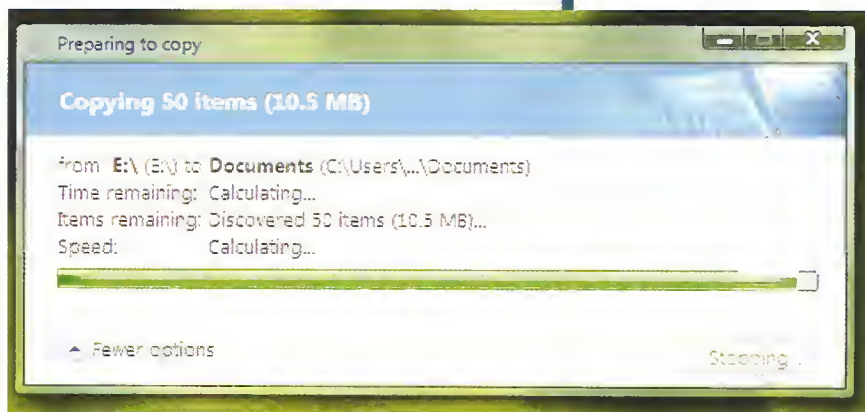 Preparing to copy
Copying 50 items (10.5 MB)
from E:\ (E:\) to Documents (C:\Users\...\Documents)
Time remaining: Calculating...
Items remaining: Discovered 50 items (10.5 MB)...
Speed: Calculating...
Fewer options
Stopping...